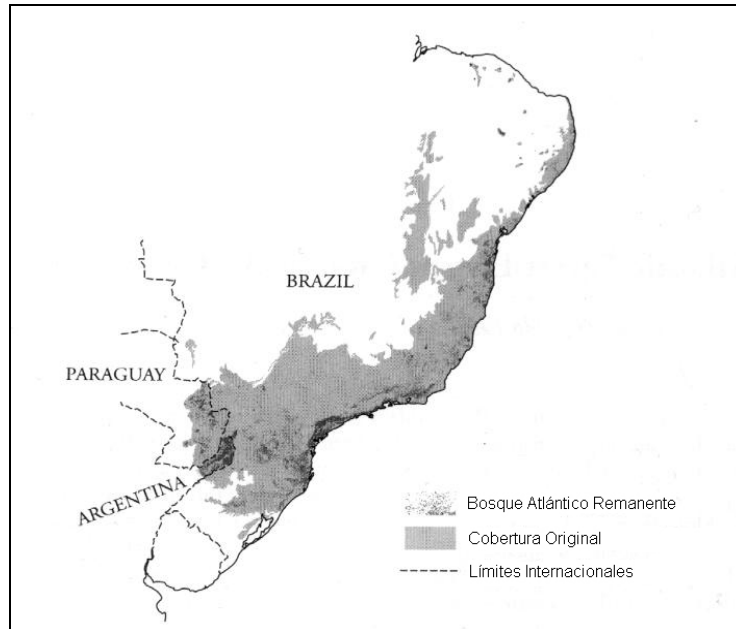 BRAZIL
PARAGUAY
ARGENTINA
Bosque Atlántico Remanente
Cobertura Original
Límites Internacionales